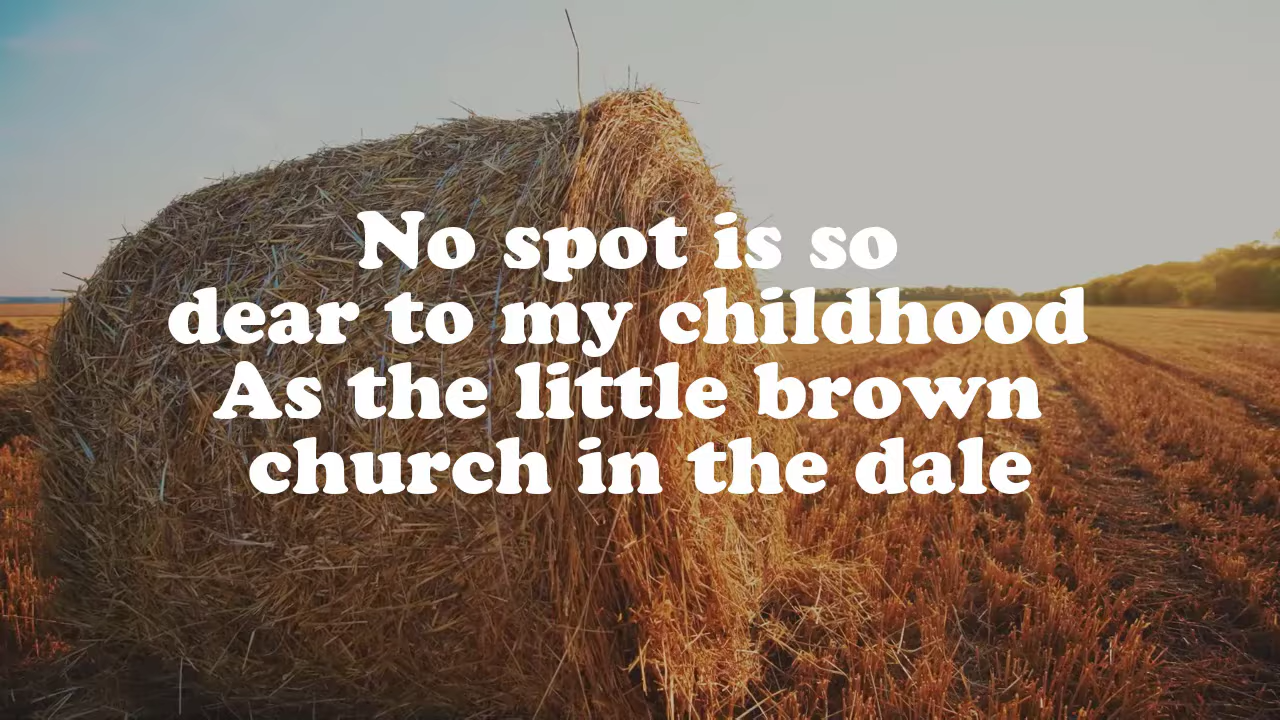 No spot is so
dear to my childhood
As the little brown
church in the dale